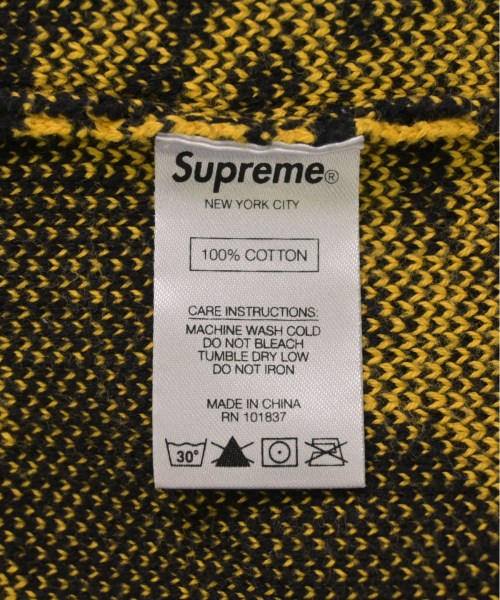 Supreme®
NEW YORK CITY
100% COTTON
CARE INSTRUCTIONS:
MACHINE WASH COLD
DO NOT BLEACH
TUMBLE DRY LOW
DO NOT IRON
MADE IN CHINA
RN 101837
30°